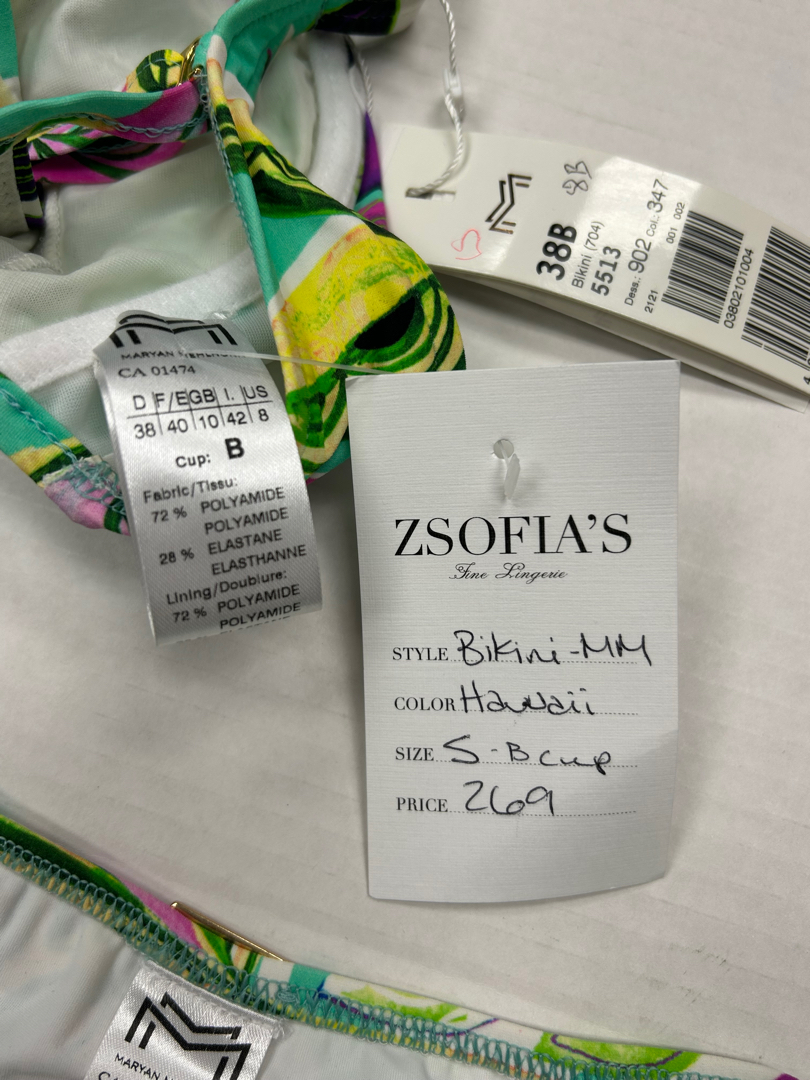 8B
38B
Bikini (704)
5513
Dess.: 902 Col.: 347
2121
001 002
03802101004
S
CA 01474
D F/E GB I. US
38 40 10 42 8
Cup: B
Fabric/Tissu:
72 % POLYAMIDE
POLYAMIDE
28 % ELASTANE
ELASTHANNE
Lining/Doublure:
72 % POLYAMIDE
POLYAMIDE
ZSOFIA'S
Fine Lingerie
STYLE Bikini-MM
COLOR Hawaii
SIZE S-B cup
PRICE 269
MARYAN